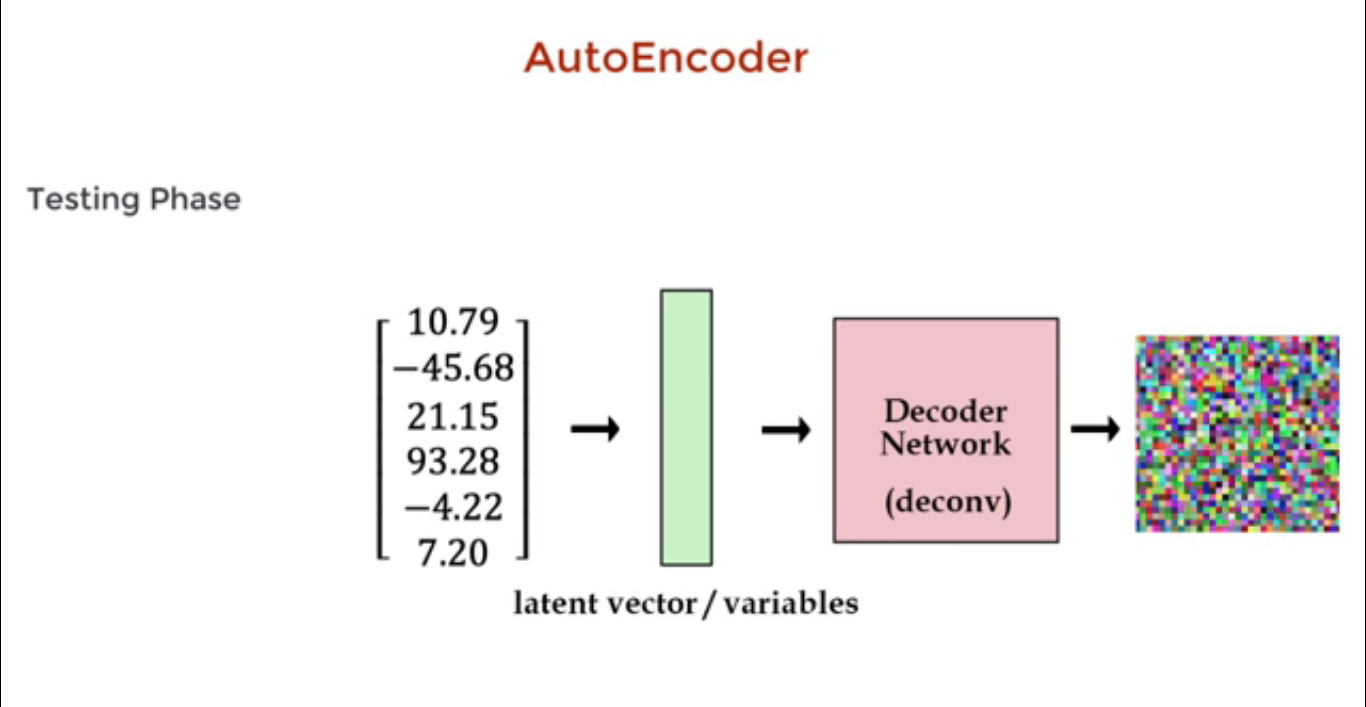 AutoEncoder
Testing Phase
10.79
−45.68
21.15
93.28
−4.22
7.20
Decoder
Network
(deconv)
latent vector / variables